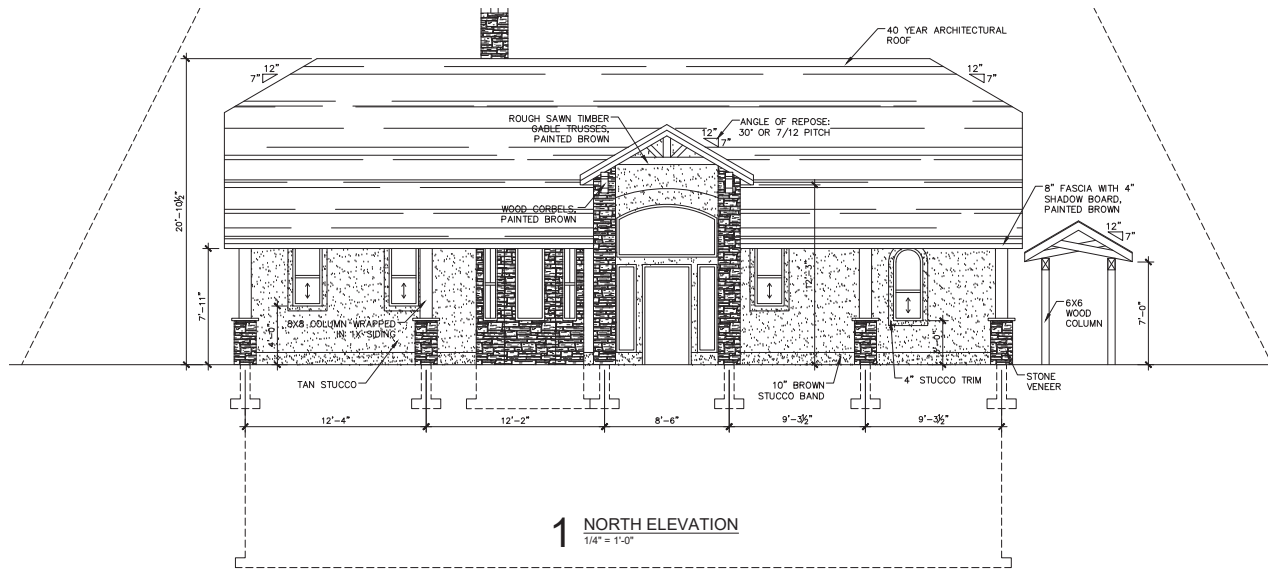 40 YEAR ARCHITECTURAL
ROOF
12"
7"
12"
7"
ROUGH SAWN TIMBER
GABLE TRUSSES,
PAINTED BROWN
12"
7"
ANGLE OF REPOSE:
30° OR 7/12 PITCH
20'-10½"
WOOD CORBELS,
PAINTED BROWN
8" FASCIA WITH 4"
SHADOW BOARD,
PAINTED BROWN
12"
7"
7'-11"
12'-3"
4'-0"
8X8 COLUMN WRAPPED
IN 1X SIDING
6X6
WOOD
COLUMN
7'-0"
TAN STUCCO
10" BROWN
STUCCO BAND
4" STUCCO TRIM
STONE
VENEER
12'-4"
12'-2"
8'-6"
9'-3½"
9'-3½"
1 NORTH ELEVATION
1/4" = 1'-0"